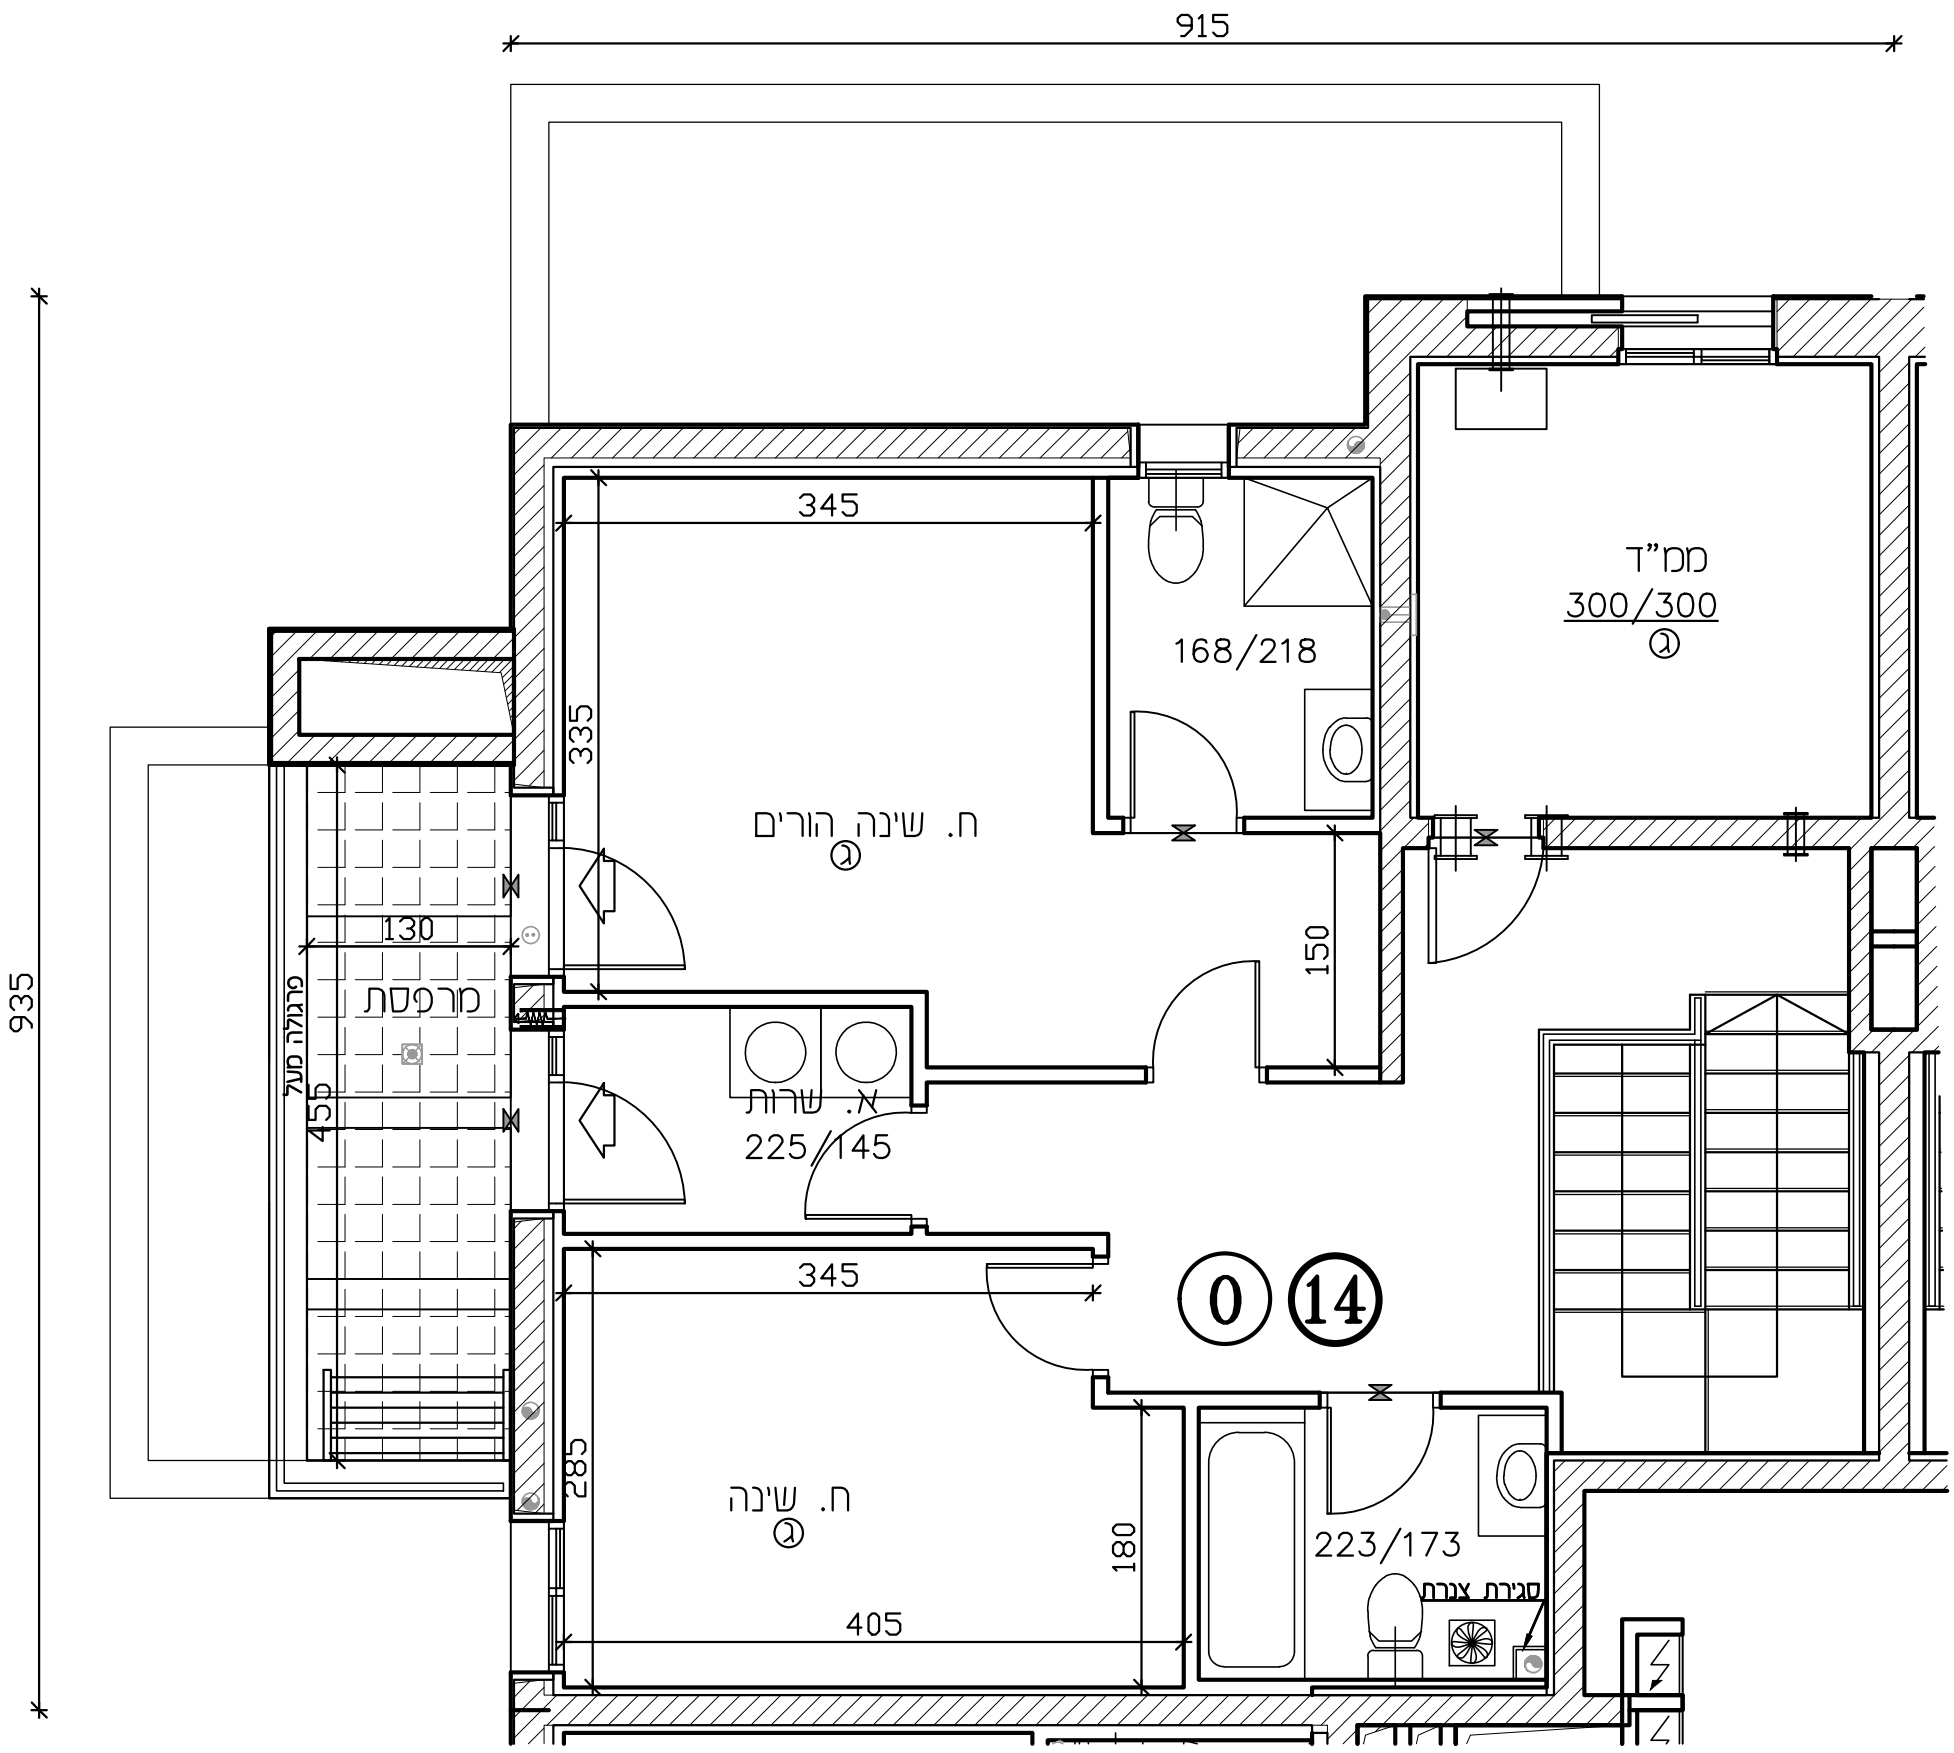 915
345
ממ"ד
300/300
ג
168/218
335
ח. שינה הורים
ג
130
150
מרפסת
935
פרגולה מעל
455
א. שרות
225/145
345
0
14
285
ח. שינה
ג
180
223/173
סגירת צנרת
405